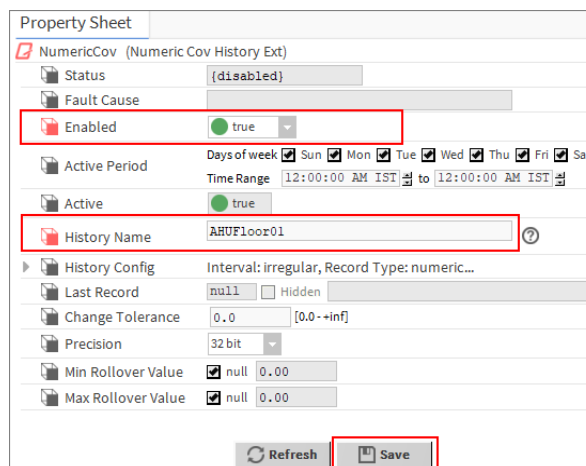 Property Sheet
NumericCov (Numeric Cov History Ext)
Status {disabled}
Fault Cause
Enabled true
Active Period Days of week Sun Mon Tue Wed Thu Fri Sa
Time Range 12:00:00 AM IST to 12:00:00 AM IST
Active true
History Name AHUFloor01 ?
History Config Interval: irregular, Record Type: numeric...
Last Record null Hidden
Change Tolerance 0.0 [0.0 - +inf]
Precision 32 bit
Min Rollover Value null 0.00
Max Rollover Value null 0.00
Refresh Save